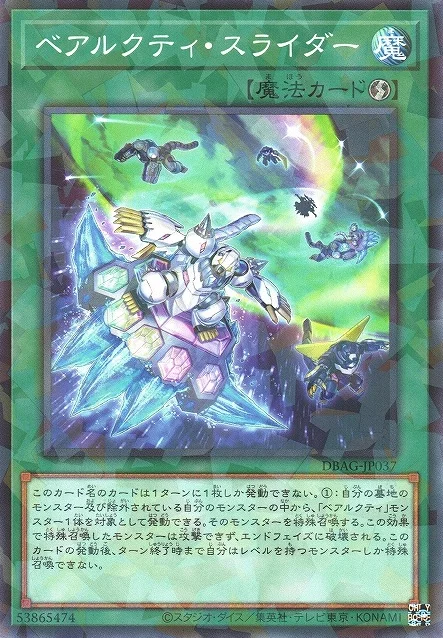 ベアルクティ・スライダー
魔
【魔法カード】
DBAG-JP037
このカード名のカードは1ターンに1枚しか発動できない。①:自分の墓地の
モンスター及び除外されている自分のモンスターの中から、「ベアルクティ」モン
スター1体を対象として発動できる。そのモンスターを特殊召喚する。この効果
で特殊召喚したモンスターは攻撃できず、エンドフェイズに破壊される。この
カードの発動後、ターン終了時まで自分はレベルを持つモンスターしか特殊
召喚できない。
53865474
©スタジオ・ダイス/集英社・テレビ東京・KONAMI